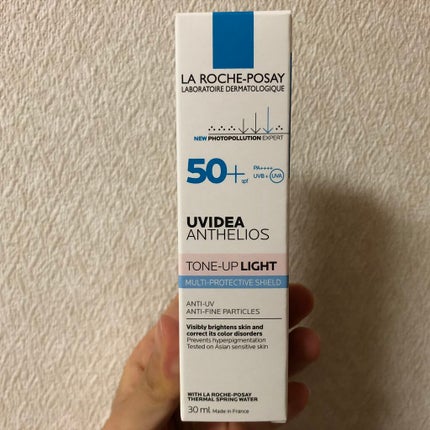 LA ROCHE-POSAY
LABORATOIRE DERMATOLOGIQUE
NEW PHOTOPOLLUTION EXPERT
50+ spf
PA++++
UVB + UVA
UVIDEA
ANTHELIOS
TONE-UP LIGHT
MULTI-PROTECTIVE SHIELD
ANTI-UV
ANTI-FINE PARTICLES
Visibly brightens skin and
correct its color disorders
Prevents hyperpigmentation
Tested on Asian sensitive skin
WITH LA ROCHE-POSAY
THERMAL SPRING WATER
30 ml Made in France